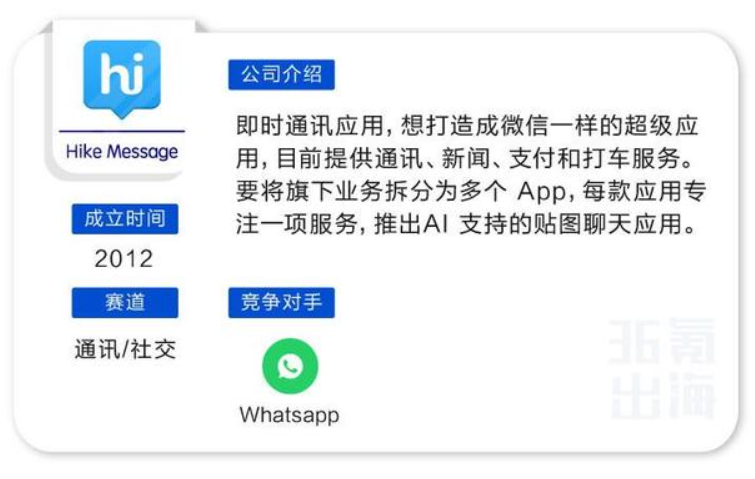 hi
Hike Message
成立时间
2012
赛道
通讯/社交
公司介绍
即时通讯应用, 想打造成微信一样的超级应
用, 目前提供通讯、新闻、支付和打车服务。
要将旗下业务拆分为多个 App, 每款应用专
注一项服务, 推出AI 支持的贴图聊天应用。
竞争对手
Whatsapp
36氪
出海